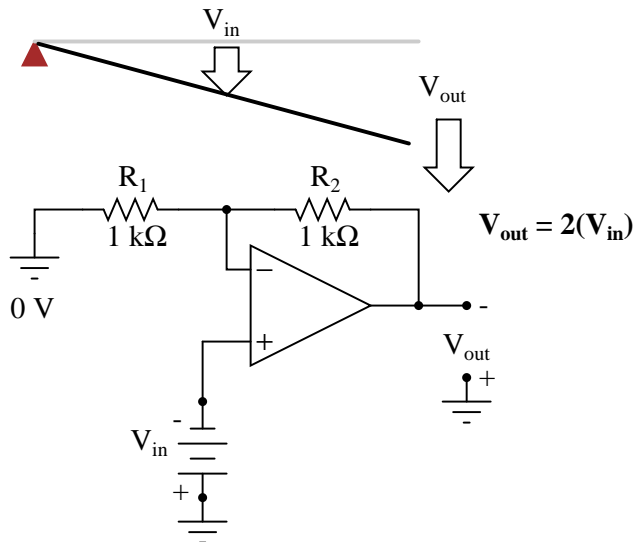 V_in
V_out
R_1
R_2
1 kΩ
1 kΩ
V_out = 2(V_in)
0 V
−
+
-
V_out
+
-
V_in
+